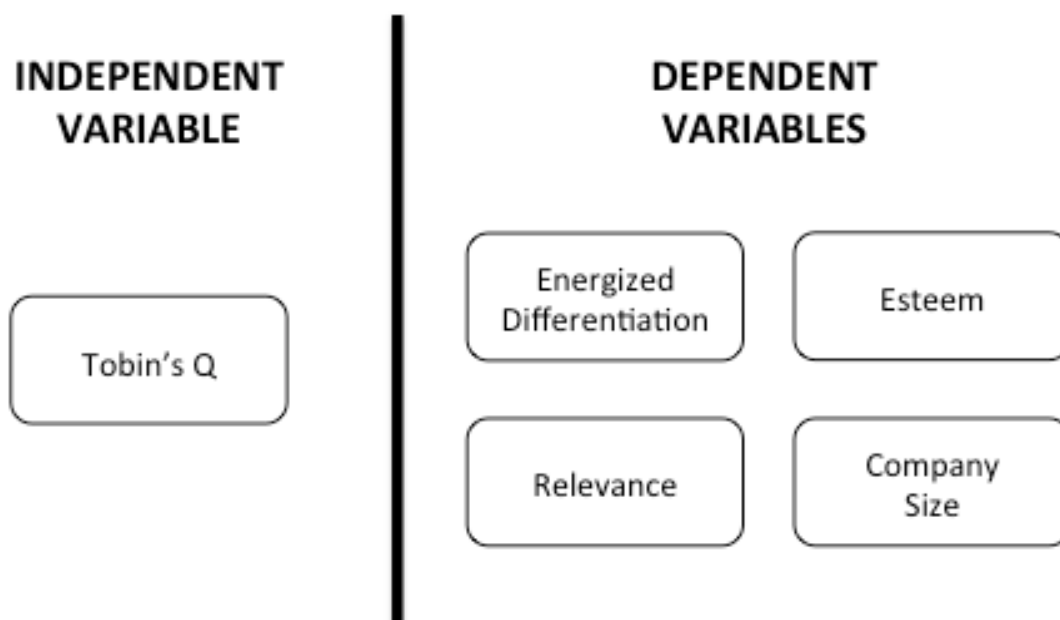 INDEPENDENT
VARIABLE
Tobin's Q
DEPENDENT
VARIABLES
Energized
Differentiation
Esteem
Relevance
Company
Size